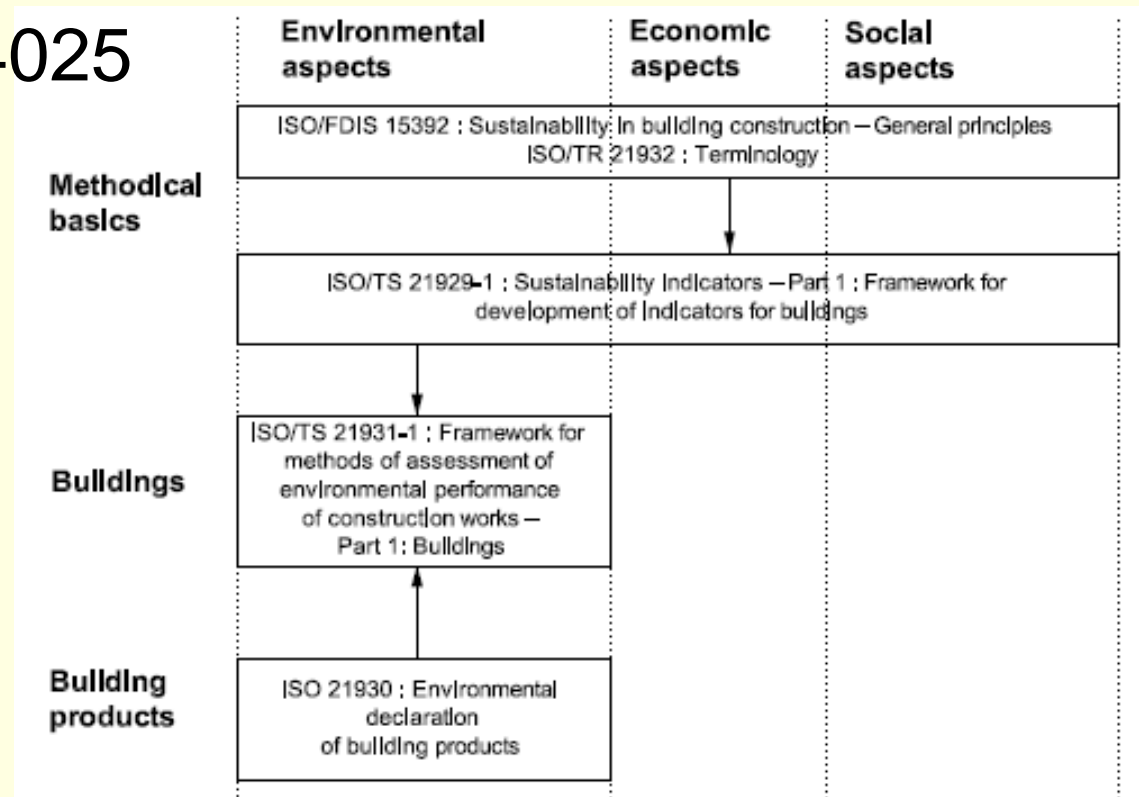 4025
Environmental
aspects
Economic
aspects
Social
aspects
ISO/FDIS 15392 : Sustainability in building construction – General principles
ISO/TR 21932 : Terminology
Methodical
basics
ISO/TS 21929-1 : Sustainability Indicators – Part 1 : Framework for
development of Indicators for buildings
Buildings
ISO/TS 21931-1 : Framework for
methods of assessment of
environmental performance
of construction works –
Part 1: Buildings
Building
products
ISO 21930 : Environmental
declaration
of building products